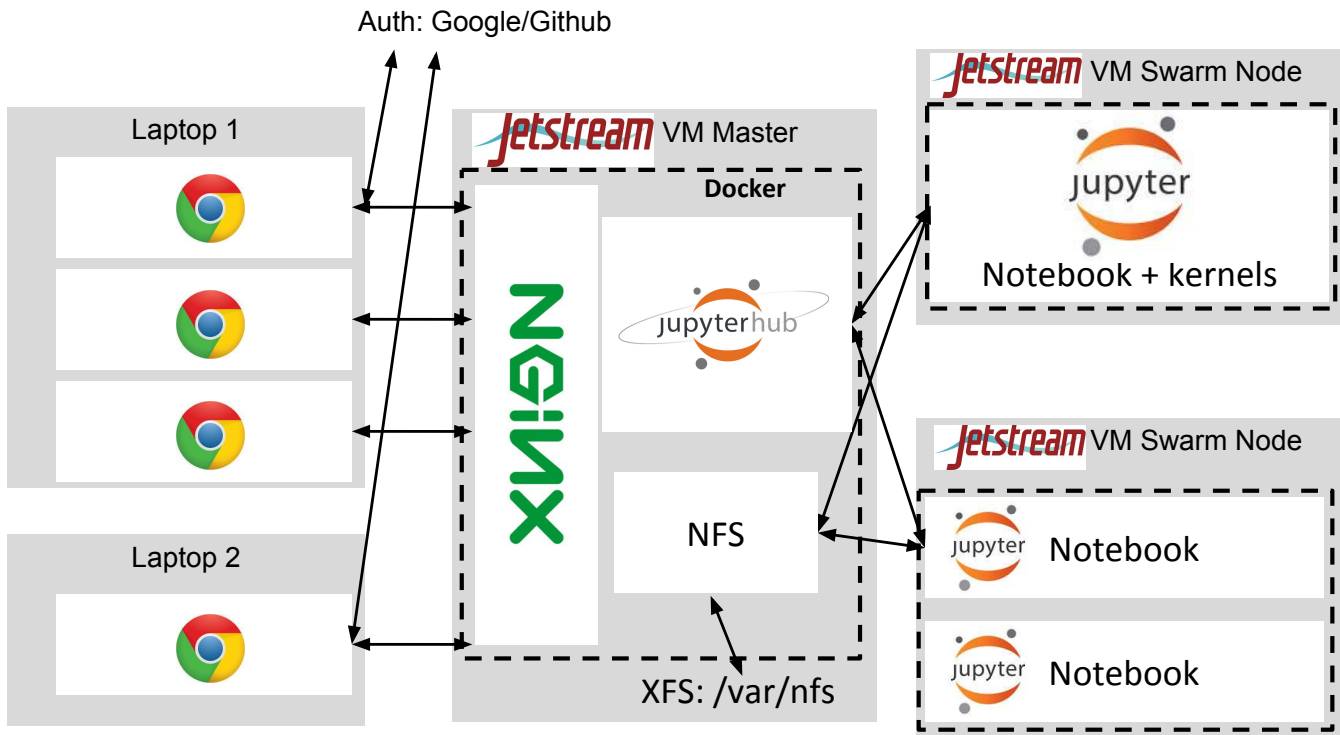 Auth: Google/Github
Laptop 1
Laptop 2
Jetstream VM Master
Docker
NGINX
jupyterhub
NFS
XFS: /var/nfs
Jetstream VM Swarm Node
jupyter
Notebook + kernels
Jetstream VM Swarm Node
jupyter Notebook
jupyter Notebook